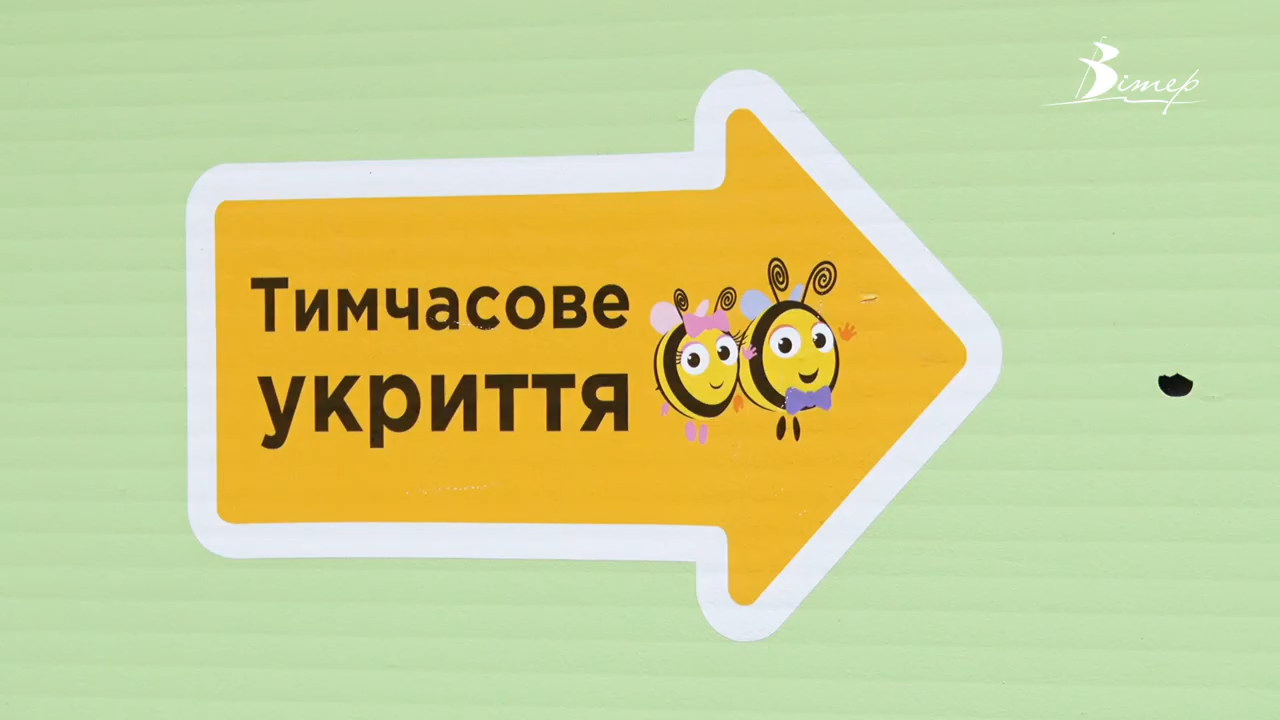 Вітер
Тимчасове
укриття